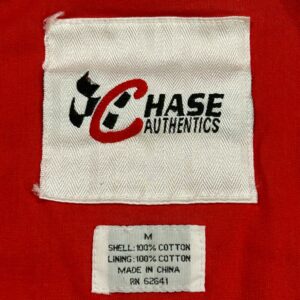 CHASE
AUTHENTICS
M
SHELL: 100% COTTON
LINING: 100% COTTON
MADE IN CHINA
RN 62641